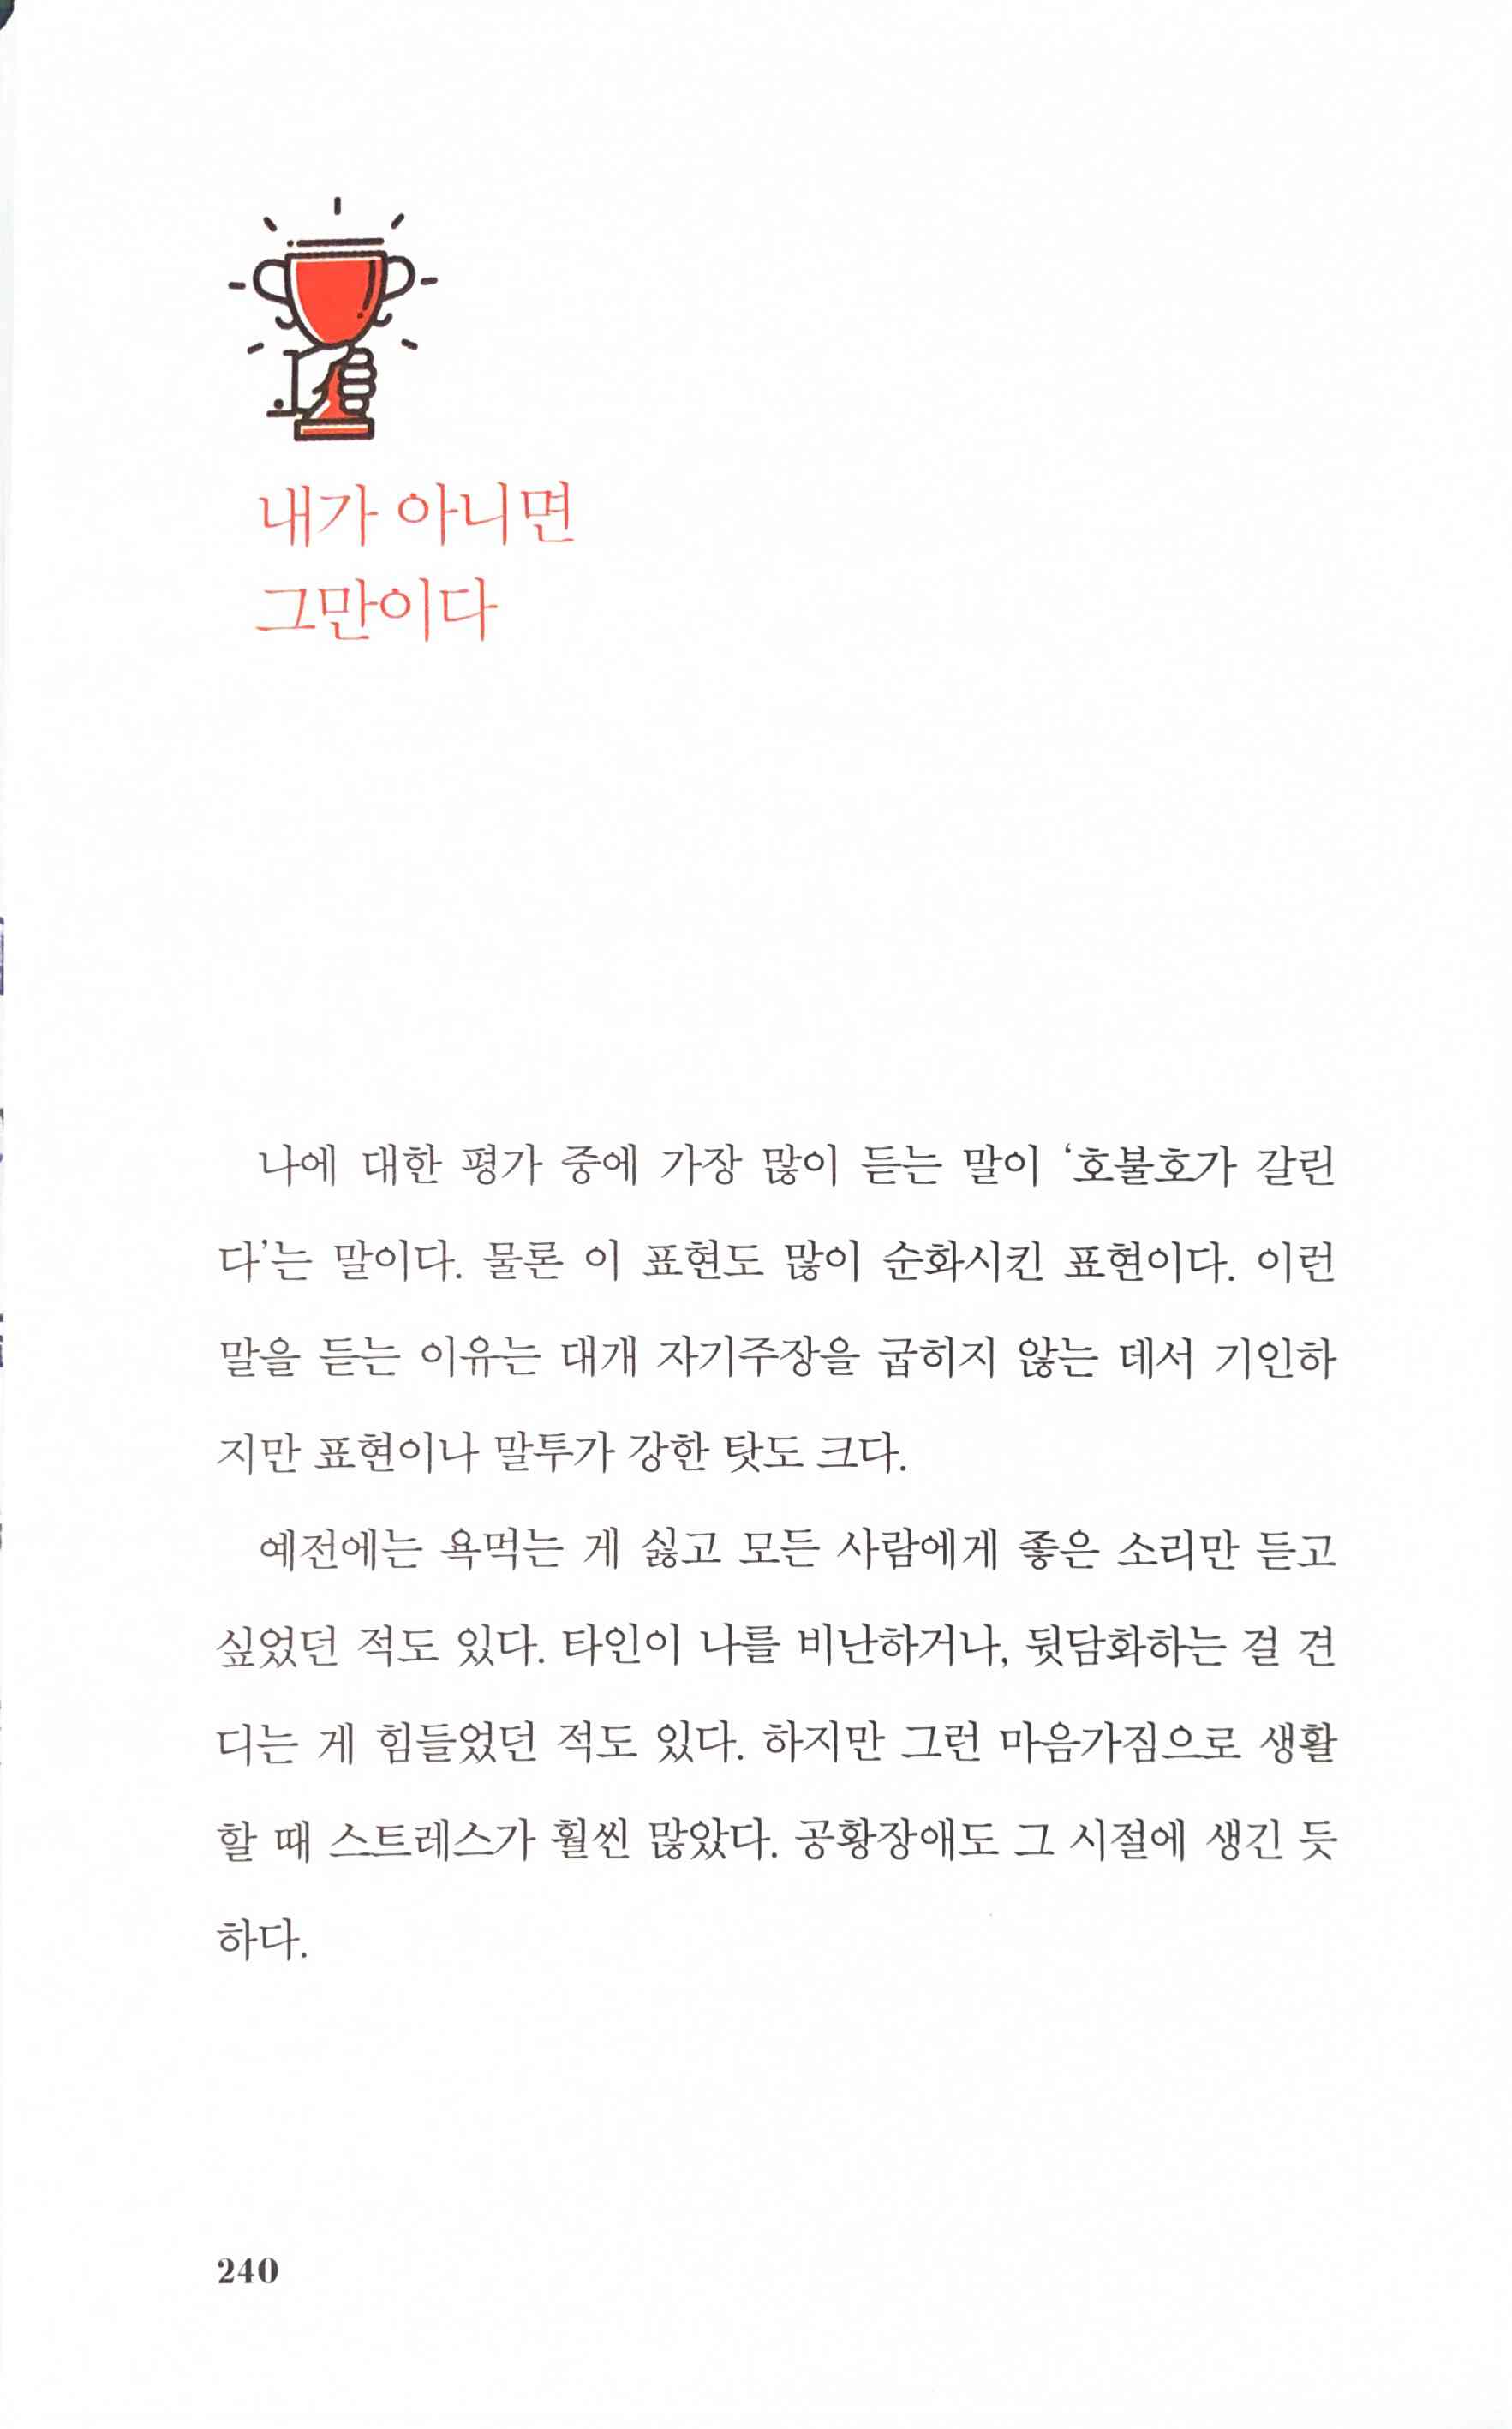 내가 아니면
그만이다
나에 대한 평가 중에 가장 많이 듣는 말이 ‘호불호가 갈린
다’는 말이다. 물론 이 표현도 많이 순화시킨 표현이다. 이런
말을 듣는 이유는 대개 자기주장을 굽히지 않는 데서 기인하
지만 표현이나 말투가 강한 탓도 크다.
예전에는 욕먹는 게 싫고 모든 사람에게 좋은 소리만 듣고
싶었던 적도 있다. 타인이 나를 비난하거나, 뒷담화하는 걸 견
디는 게 힘들었던 적도 있다. 하지만 그런 마음가짐으로 생활
할 때 스트레스가 훨씬 많았다. 공황장애도 그 시절에 생긴 듯
하다.
240